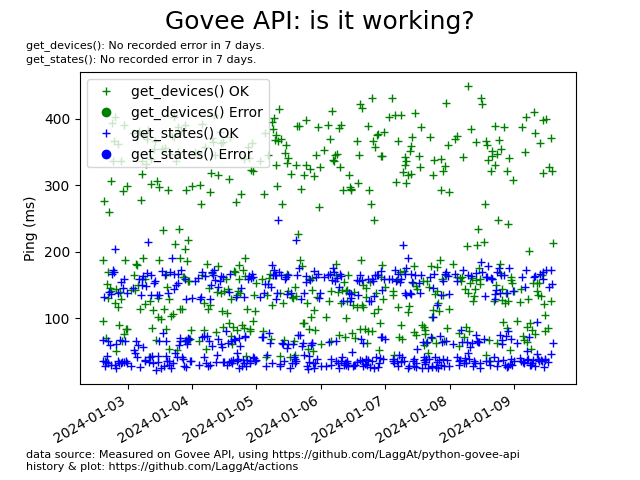 Govee API: is it working?
get_devices(): No recorded error in 7 days.
get_states(): No recorded error in 7 days.
get_devices() OK
get_devices() Error
get_states() OK
get_states() Error
400
300
200
100
Ping (ms)
2024-01-03
2024-01-04
2024-01-05
2024-01-06
2024-01-07
2024-01-08
2024-01-09
data source: Measured on Govee API, using https://github.com/LaggAt/python-govee-api
history & plot: https://github.com/LaggAt/actions